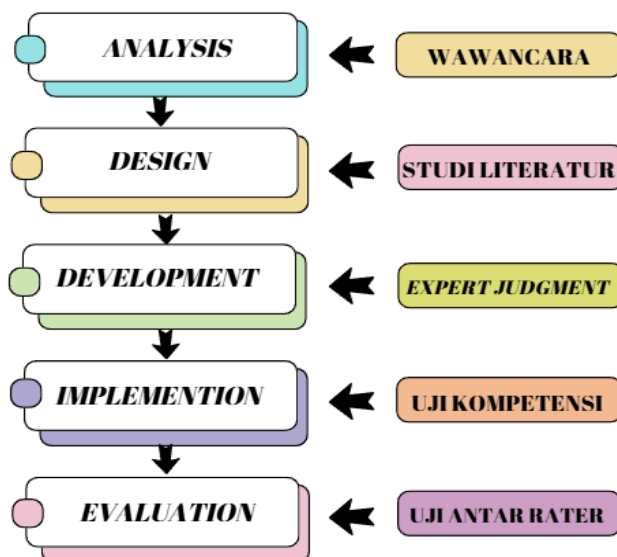 ANALYSIS
WAWANCARA
DESIGN
STUDI LITERATUR
DEVELOPMENT
EXPERT JUDGMENT
IMPLEMENTION
UJI KOMPETENSI
EVALUATION
UJI ANTAR RATER